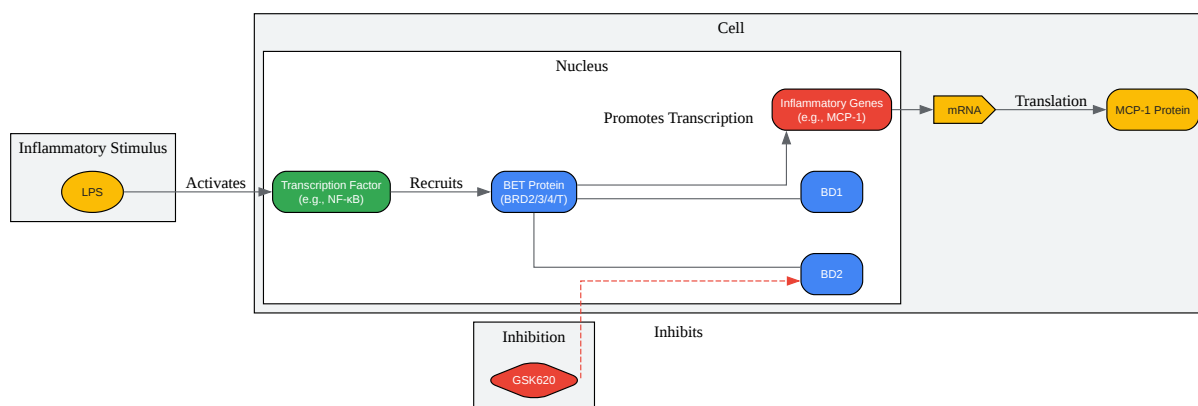 Cell
Nucleus
Inflammatory Genes
(e.g., MCP-1)
Promotes Transcription
mRNA
Translation
MCP-1 Protein
Inflammatory Stimulus
LPS
Activates
Transcription Factor
(e.g., NF-κB)
Recruits
BET Protein
(BRD2/3/4/T)
BD1
BD2
Inhibits
Inhibition
GSK620